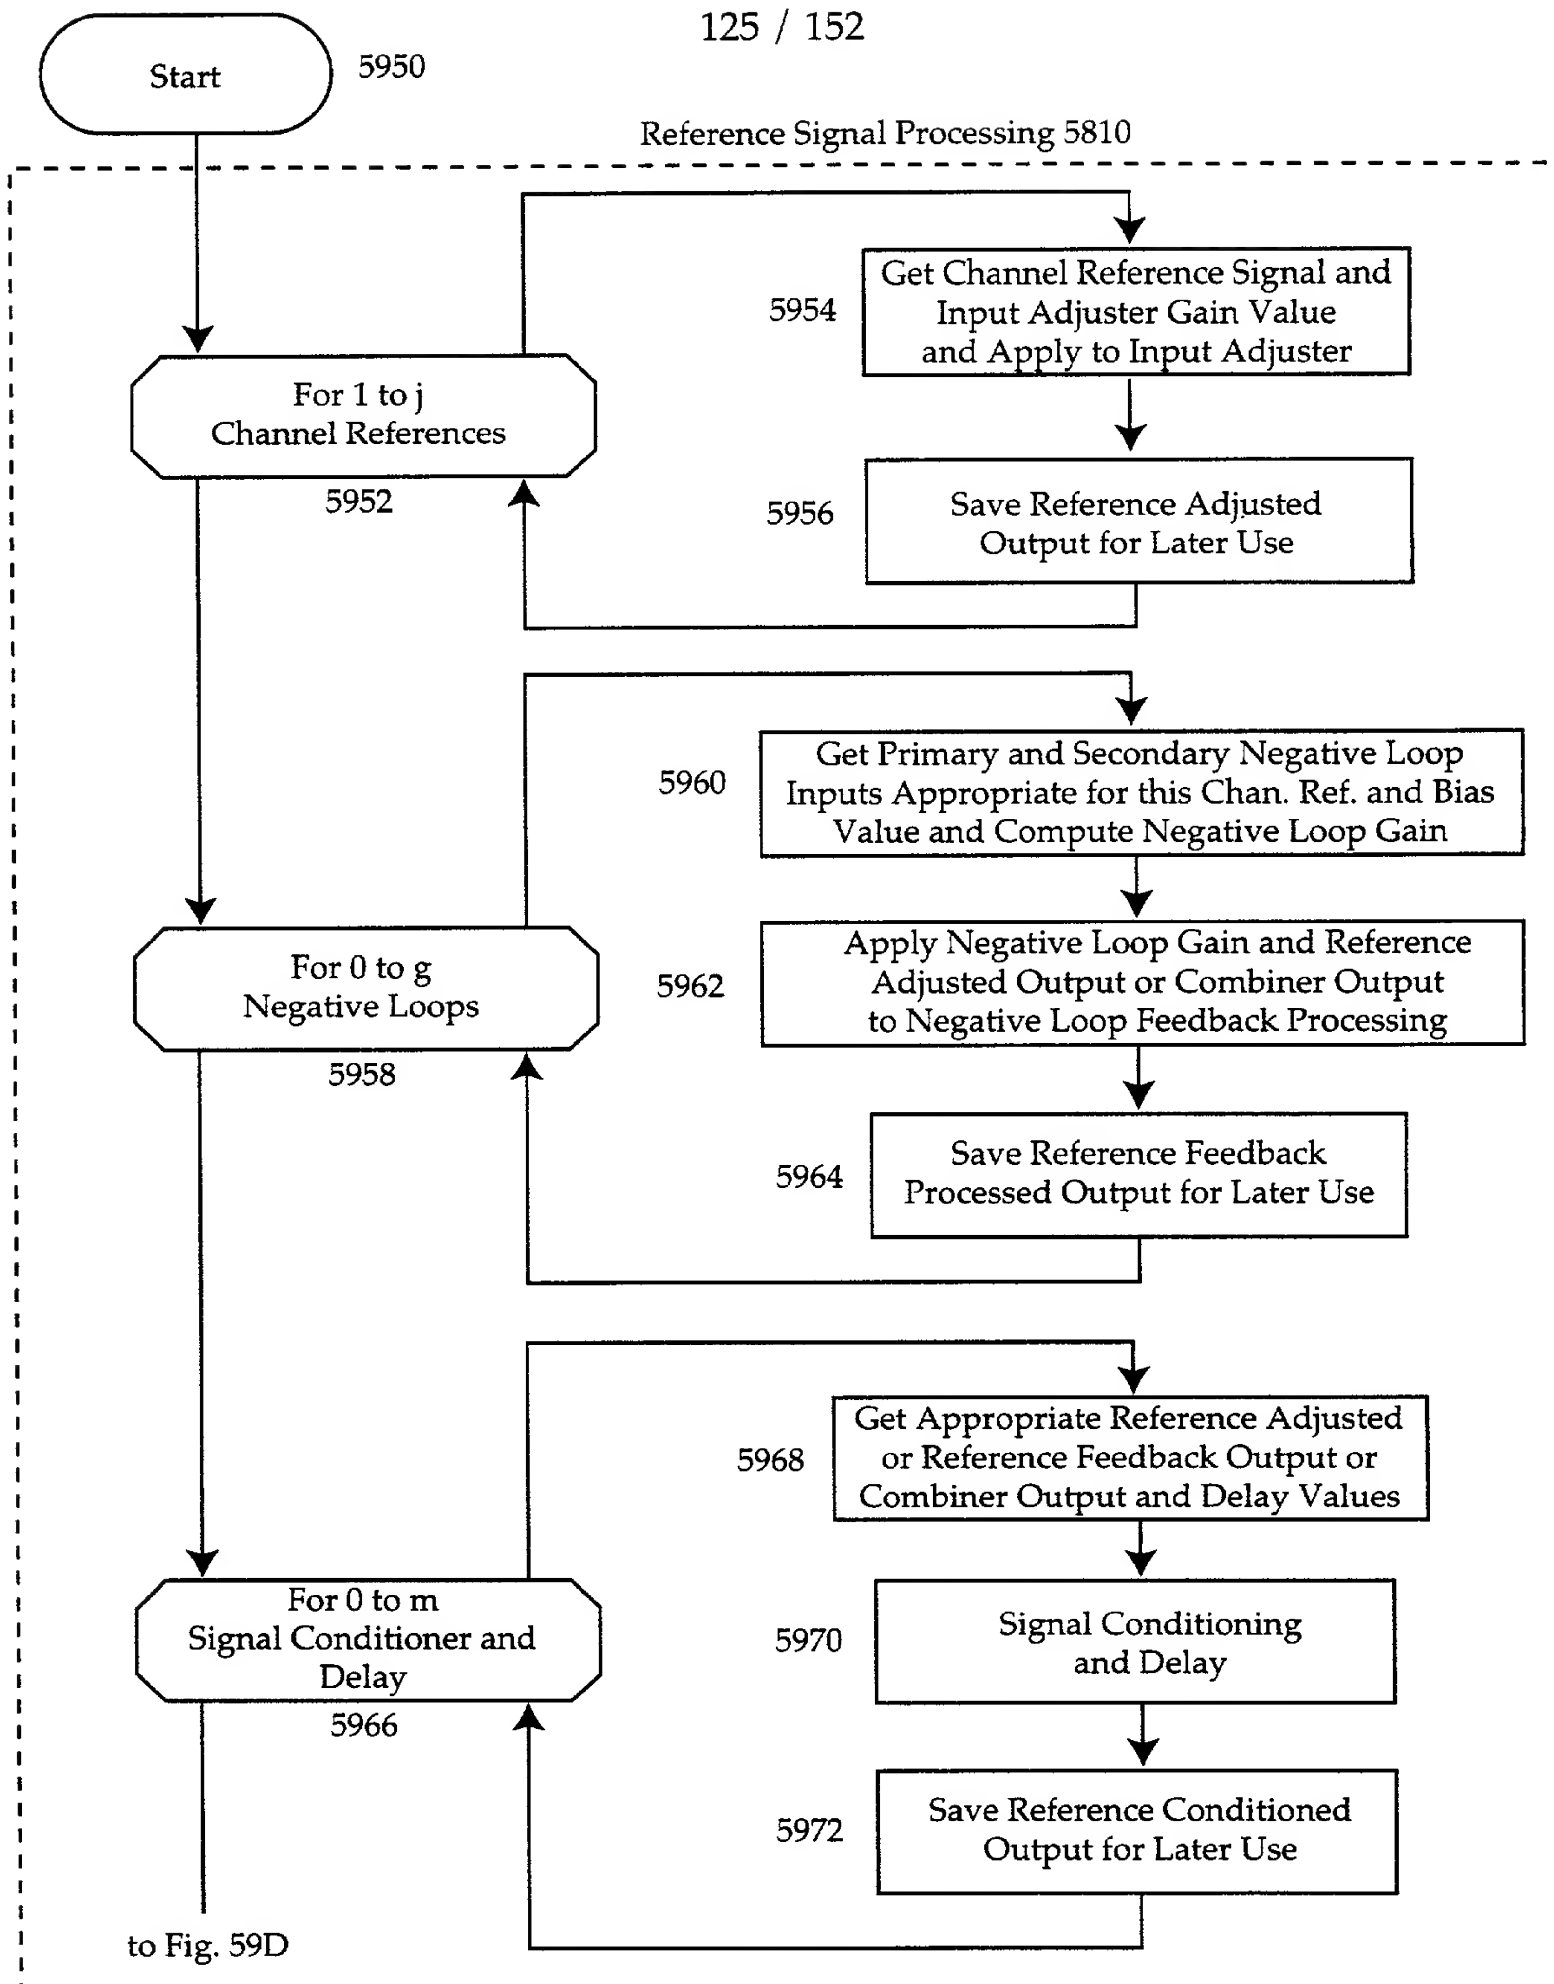 125 / 152
Start
5950
Reference Signal Processing 5810
Get Channel Reference Signal and
Input Adjuster Gain Value
and Apply to Input Adjuster
5954
For 1 to j
Channel References
5952
Save Reference Adjusted
Output for Later Use
5956
Get Primary and Secondary Negative Loop
Inputs Appropriate for this Chan. Ref. and Bias
Value and Compute Negative Loop Gain
5960
Apply Negative Loop Gain and Reference
Adjusted Output or Combiner Output
to Negative Loop Feedback Processing
5962
For 0 to g
Negative Loops
5958
Save Reference Feedback
Processed Output for Later Use
5964
Get Appropriate Reference Adjusted
or Reference Feedback Output or
Combiner Output and Delay Values
5968
For 0 to m
Signal Conditioner and
Delay
5966
Signal Conditioning
and Delay
5970
Save Reference Conditioned
Output for Later Use
5972
to Fig. 59D